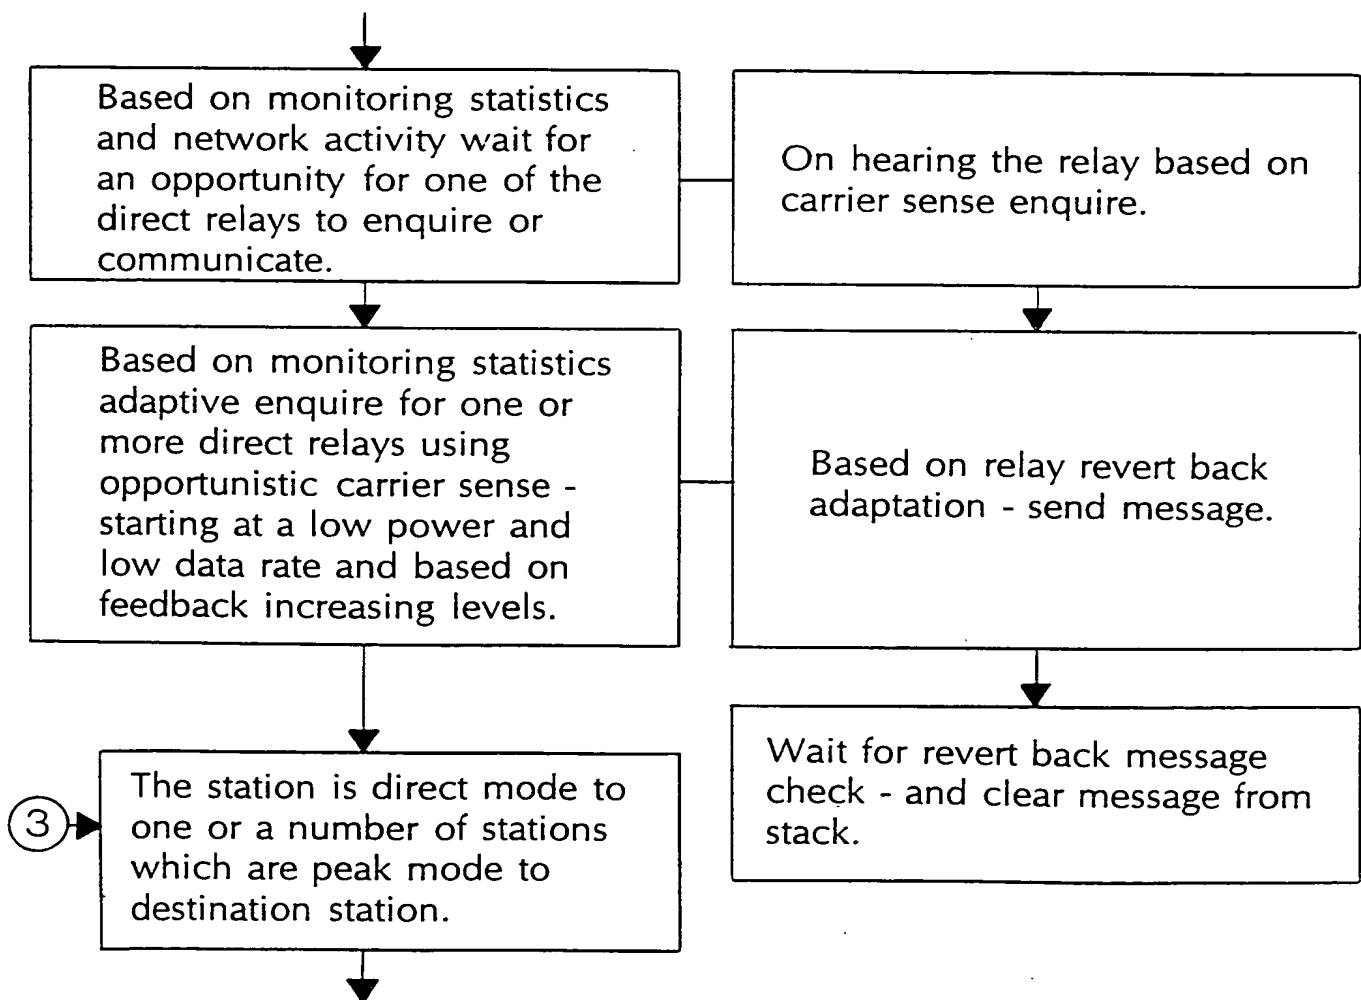 Based on monitoring statistics
and network activity wait for
an opportunity for one of the
direct relays to enquire or
communicate.
On hearing the relay based on
carrier sense enquire.
Based on monitoring statistics
adaptive enquire for one or
more direct relays using
opportunistic carrier sense -
starting at a low power and
low data rate and based on
feedback increasing levels.
Based on relay revert back
adaptation - send message.
3
The station is direct mode to
one or a number of stations
which are peak mode to
destination station.
Wait for revert back message
check - and clear message from
stack.